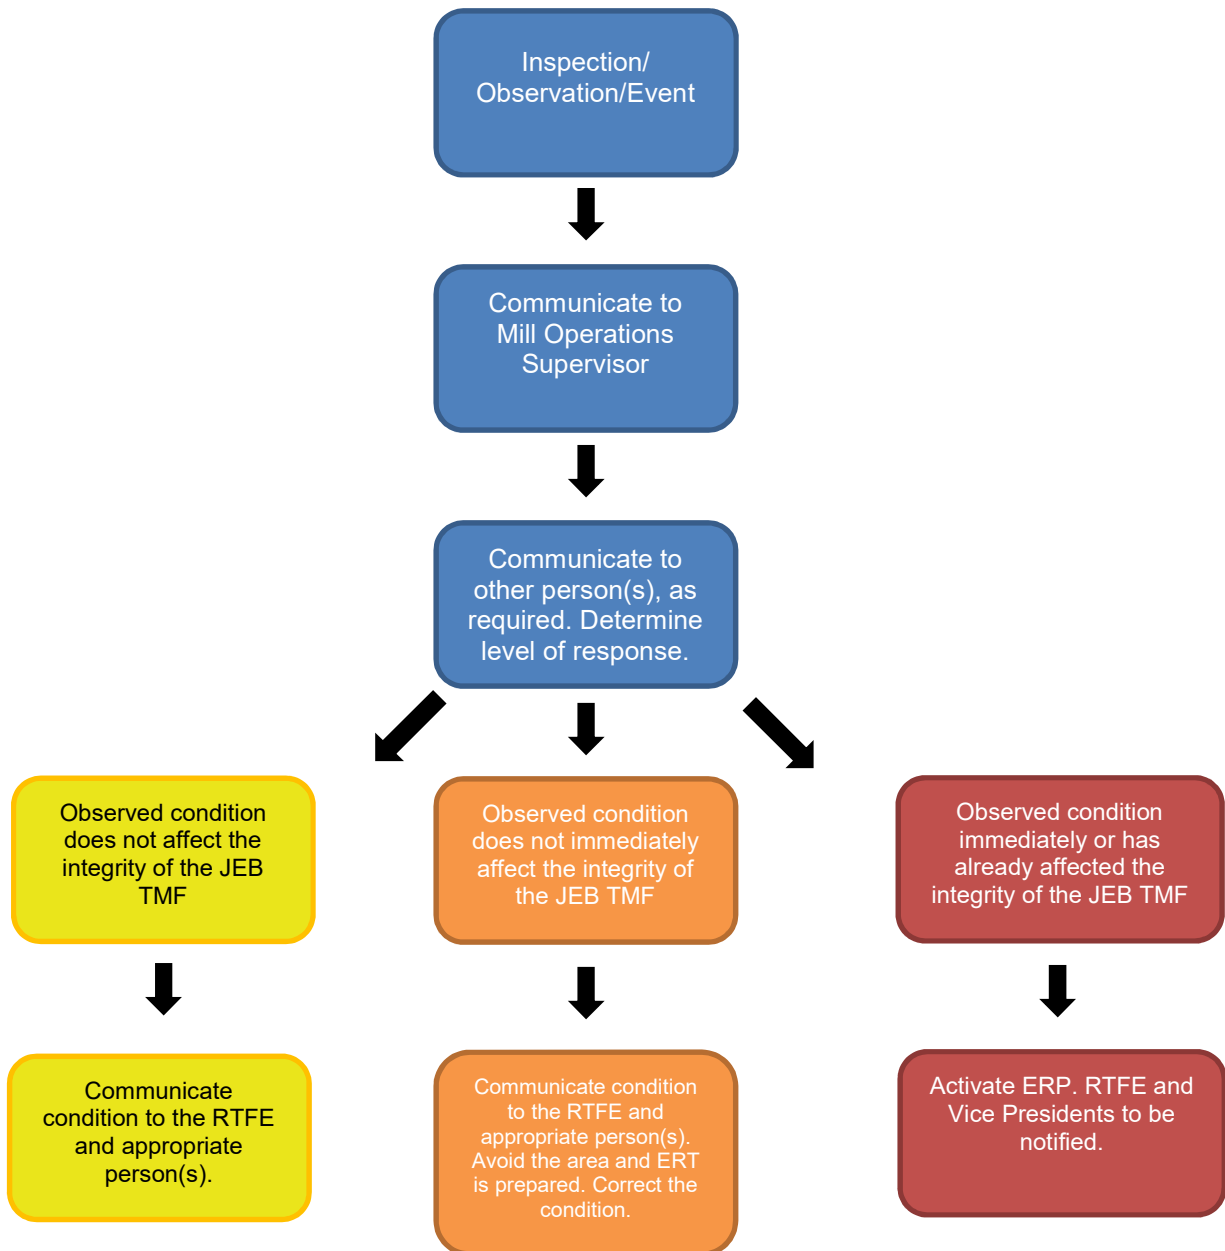 Inspection/
Observation/Event
Communicate to
Mill Operations
Supervisor
Communicate to
other person(s), as
required. Determine
level of response.
Observed condition
does not affect the
integrity of the JEB
TMF
Observed condition
does not immediately
affect the integrity of
the JEB TMF
Observed condition
immediately or has
already affected the
integrity of the JEB TMF
Communicate
condition to the RTFE
and appropriate
person(s).
Communicate condition
to the RTFE and
appropriate person(s).
Avoid the area and ERT
is prepared. Correct the
condition.
Activate ERP. RTFE and
Vice Presidents to be
notified.